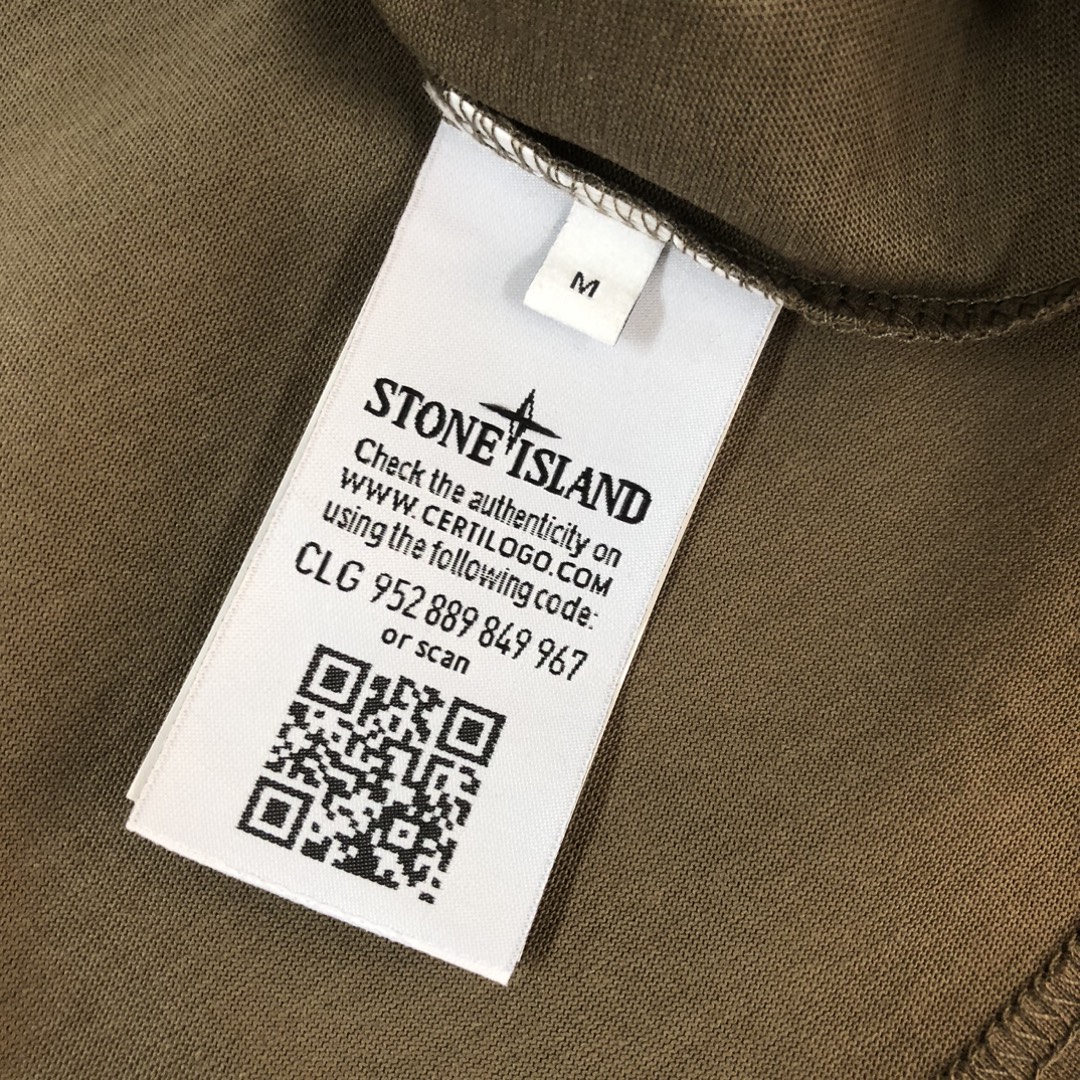 M
STONE ISLAND
Check the authenticity on
WWW.CERTILOGO.COM
using the following code:
CLG 952 889 849 967
or scan